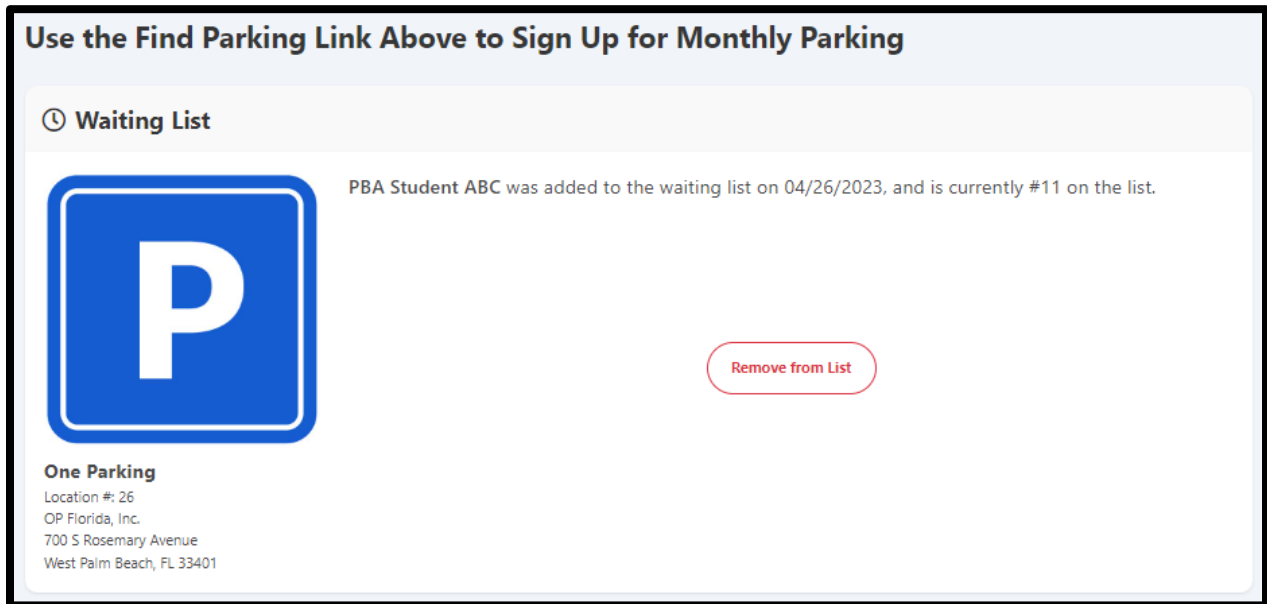 Use the Find Parking Link Above to Sign Up for Monthly Parking
Waiting List
PBA Student ABC was added to the waiting list on 04/26/2023, and is currently #11 on the list.
P
Remove from List
One Parking
Location #: 26
OP Florida, Inc.
700 S Rosemary Avenue
West Palm Beach, FL 33401